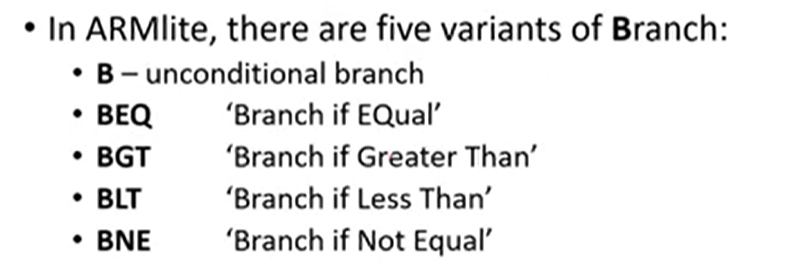 • In ARMlite, there are five variants of Branch:
• B – unconditional branch
• BEQ ‘Branch if EQual’
• BGT ‘Branch if Greater Than’
• BLT ‘Branch if Less Than’
• BNE ‘Branch if Not Equal’